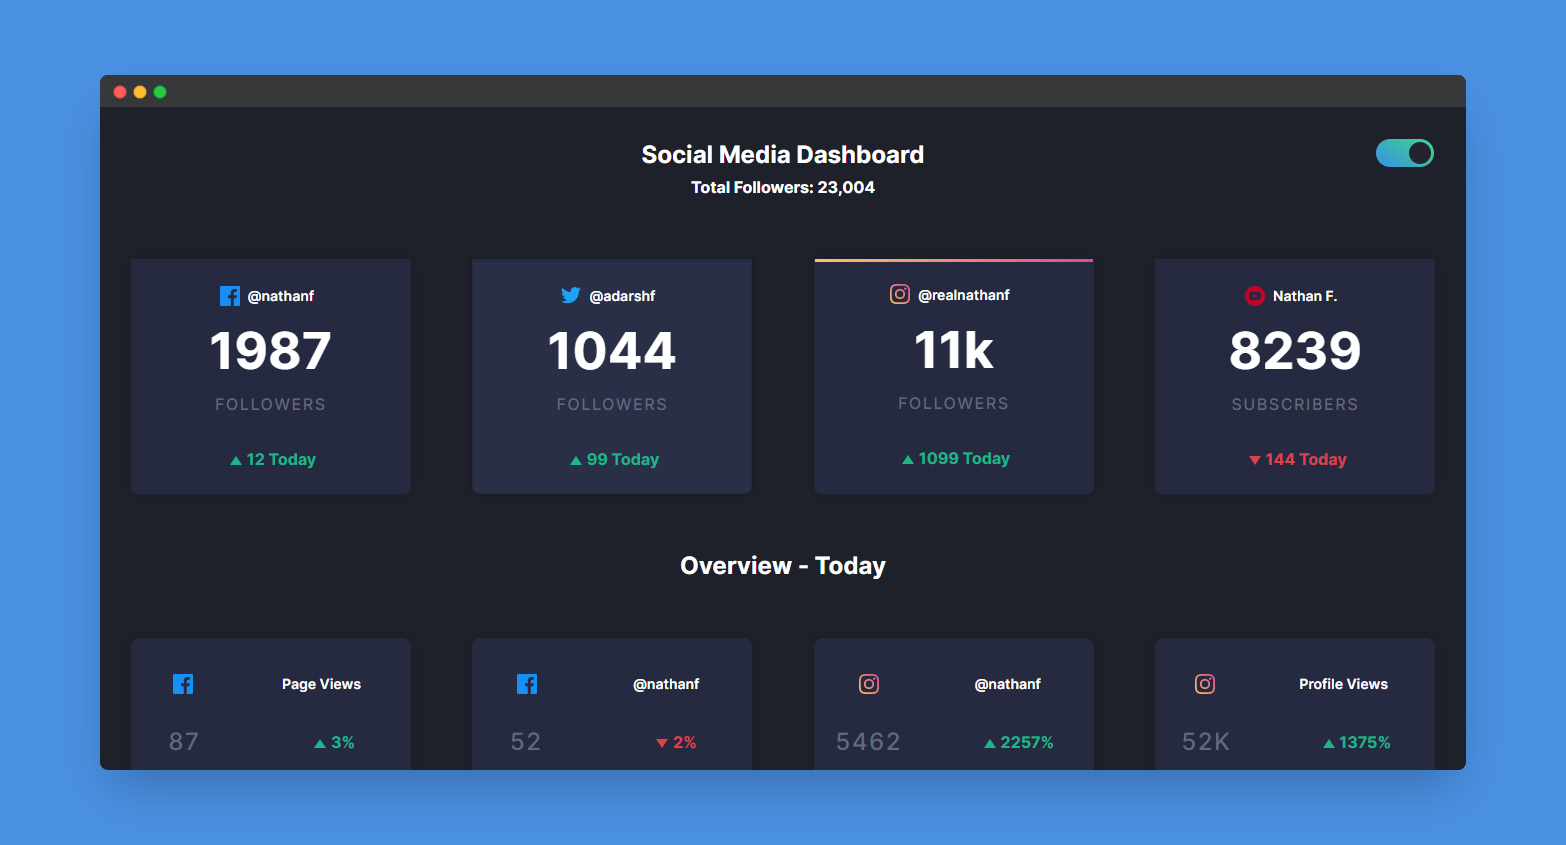 Social Media Dashboard
Total Followers: 23,004
@nathanf
1987
FOLLOWERS
12 Today
@adarshf
1044
FOLLOWERS
99 Today
@realnathanf
11k
FOLLOWERS
1099 Today
Nathan F.
8239
SUBSCRIBERS
144 Today
Overview - Today
Page Views
87
3%
@nathanf
52
2%
@nathanf
5462
2257%
Profile Views
52K
1375%